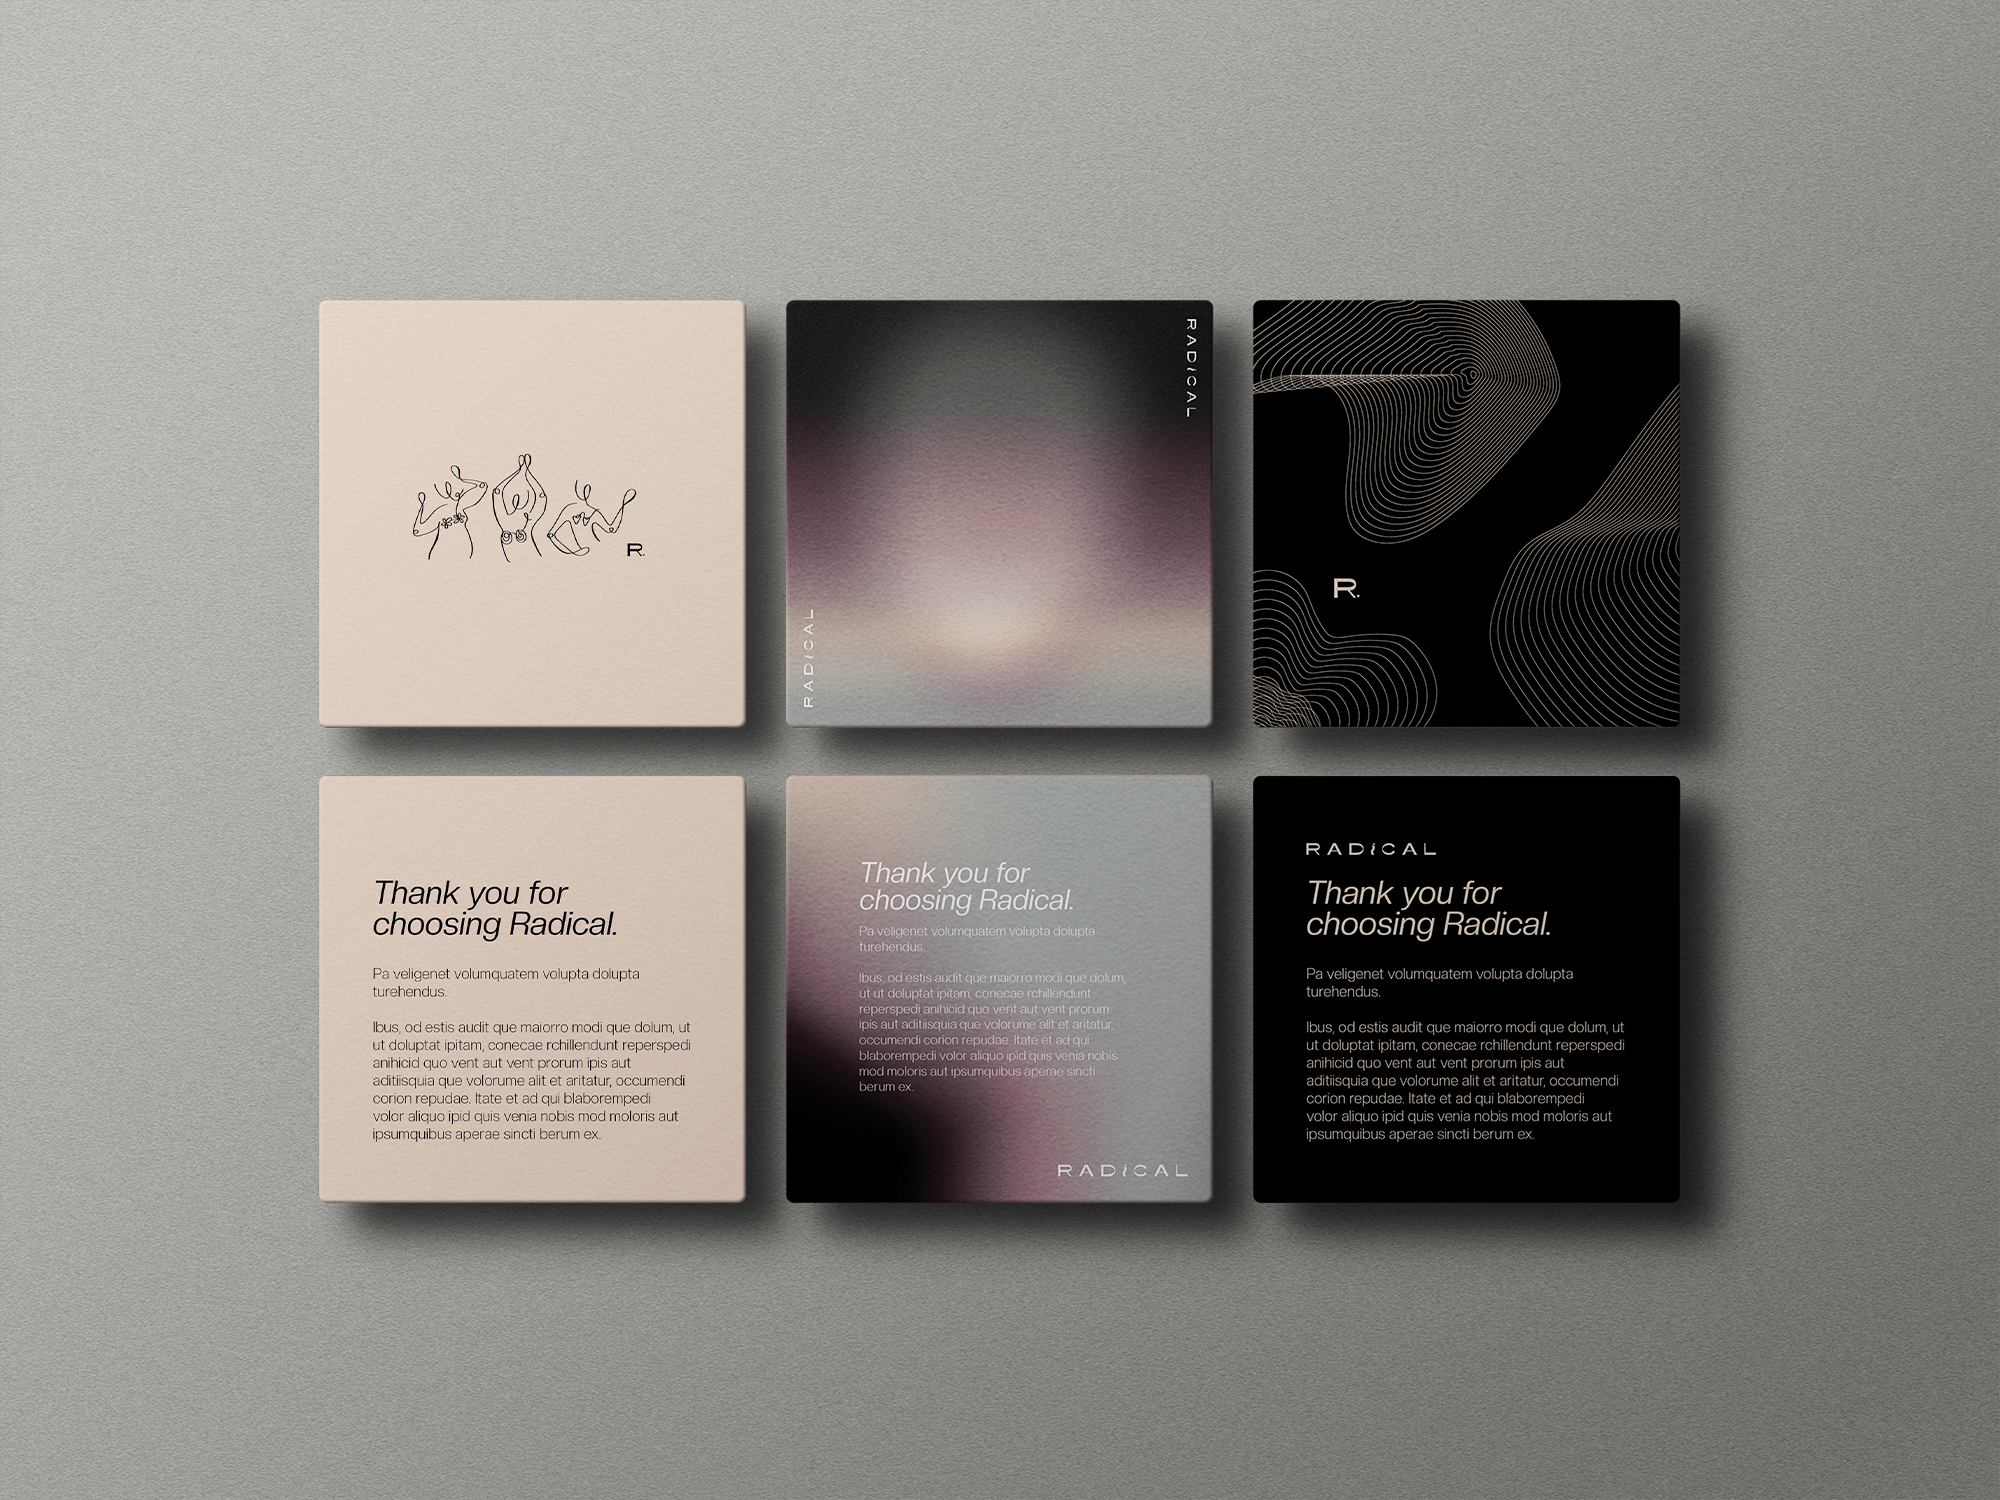 R.
RADICAL
RADICAL
R.
Thank you for
choosing Radical.
Pa veligenet volumquatem volupta dolupta
turehendus.
Ibus, od estis audit que maiorro modi que dolum, ut
ut doluptat ipitam, conecae rchillendunt reperspedi
anihicid quo vent aut vent prorum ipis aut
aditiisquia que volorume alit et aritatur, occumendi
corion repudae. Itate et ad qui blaborempedi
volor aliquo ipid quis venia nobis mod moloris aut
ipsumquibus aperae sincti berum ex.
Thank you for
choosing Radical.
Pa veligenet volumquatem volupta dolupta
turehendus.
Ibus, od estis audit que maiorro modi que dolum
ut ut doluptat ipitam, conecae rchillendunt
reperspedi anihicid quo vent aut vent prorum
ipis aut aditiisquia que volorume alit et aritatur,
occumendi corion repudae. Itate et ad qui
blaborempedi volor aliquo ipid quis venia nobis
mod moloris aut ipsumquibus aperae sincti
berum ex.
RADICAL
RADICAL
Thank you for
choosing Radical.
Pa veligenet volumquatem volupta dolupta
turehendus.
Ibus, od estis audit que maiorro modi que dolum, ut
ut doluptat ipitam, conecae rchillendunt reperspedi
anihicid quo vent aut vent prorum ipis aut
aditiisquia que volorume alit et aritatur, occumendi
corion repudae. Itate et ad qui blaborempedi
volor aliquo ipid quis venia nobis mod moloris aut
ipsumquibus aperae sincti berum ex.